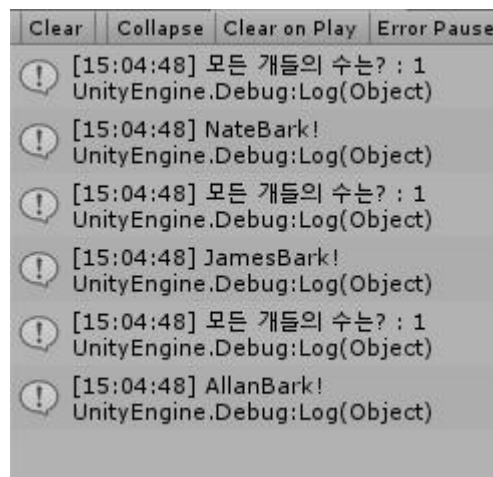 Clear Collapse Clear on Play Error Pause
[15:04:48] 모든 개들의 수는? : 1
UnityEngine.Debug:Log(Object)
[15:04:48] NateBark!
UnityEngine.Debug:Log(Object)
[15:04:48] 모든 개들의 수는? : 1
UnityEngine.Debug:Log(Object)
[15:04:48] JamesBark!
UnityEngine.Debug:Log(Object)
[15:04:48] 모든 개들의 수는? : 1
UnityEngine.Debug:Log(Object)
[15:04:48] AllanBark!
UnityEngine.Debug:Log(Object)